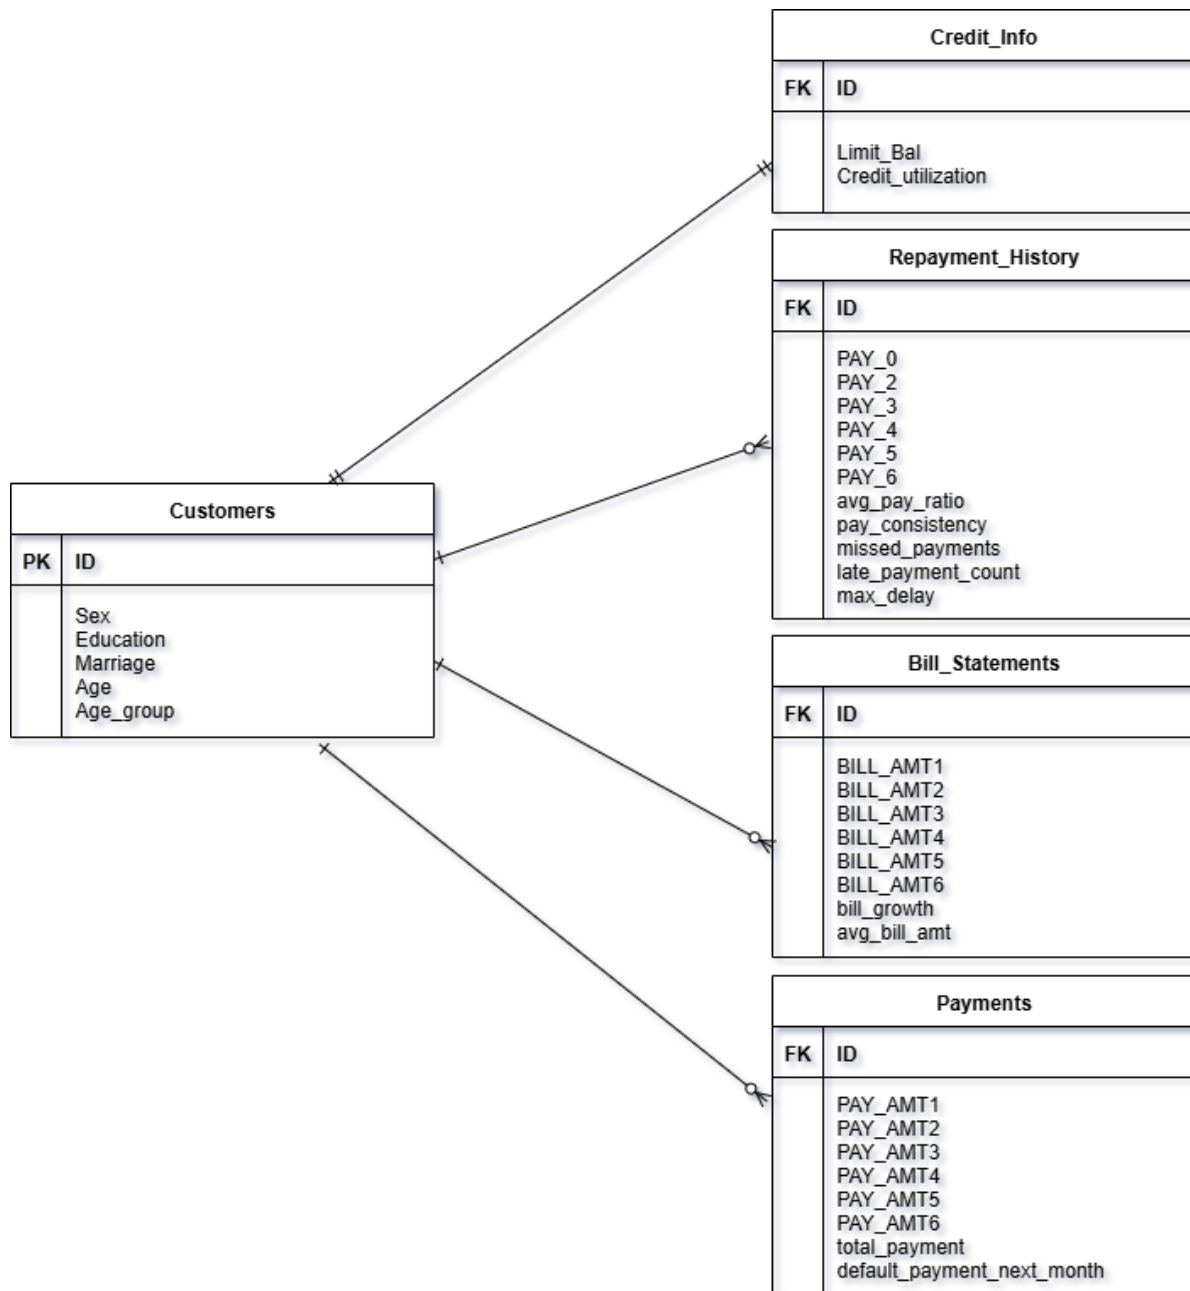 Credit_Info
FK ID
Limit_Bal
Credit_utilization
Repayment_History
FK ID
PAY_0
PAY_2
PAY_3
PAY_4
PAY_5
PAY_6
avg_pay_ratio
pay_consistency
missed_payments
late_payment_count
max_delay
Customers
PK ID
Sex
Education
Marriage
Age
Age_group
Bill_Statements
FK ID
BILL_AMT1
BILL_AMT2
BILL_AMT3
BILL_AMT4
BILL_AMT5
BILL_AMT6
bill_growth
avg_bill_amt
Payments
FK ID
PAY_AMT1
PAY_AMT2
PAY_AMT3
PAY_AMT4
PAY_AMT5
PAY_AMT6
total_payment
default_payment_next_month